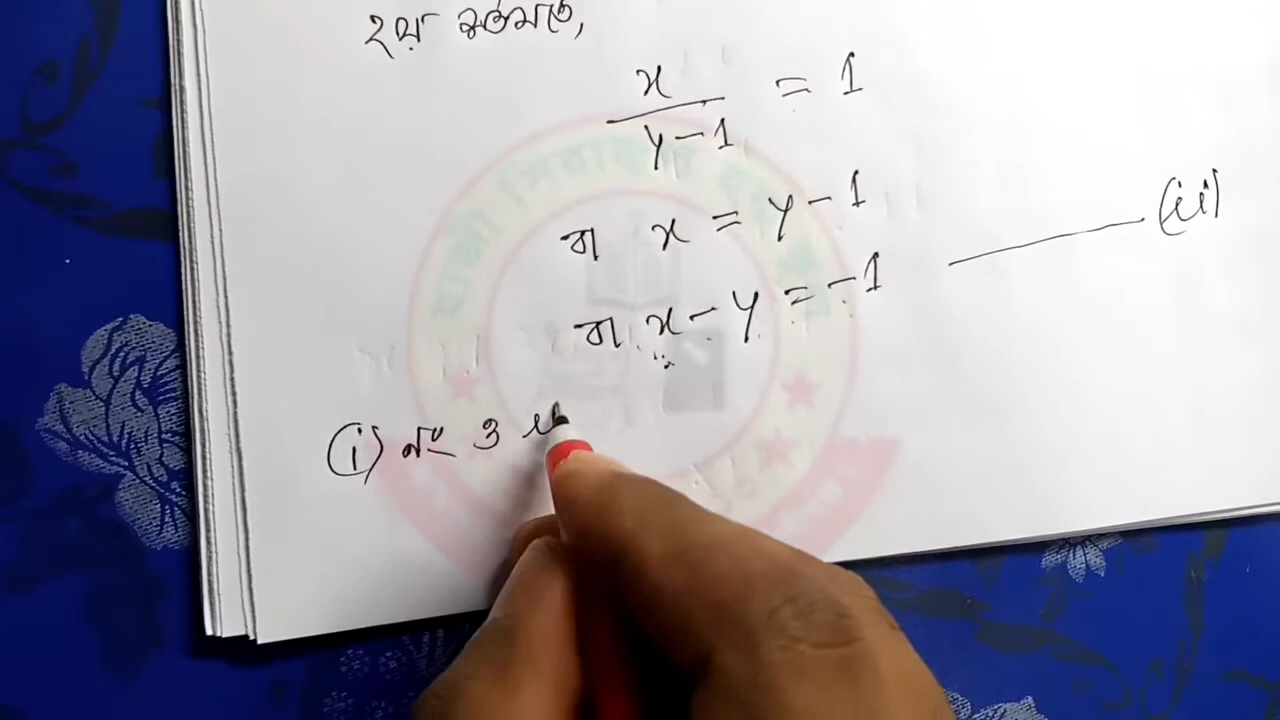 ২য় শর্তমতে,
x
y-1
= 1
বা x = y-1
বা x-y = -1 (ii)
(i) নং ও